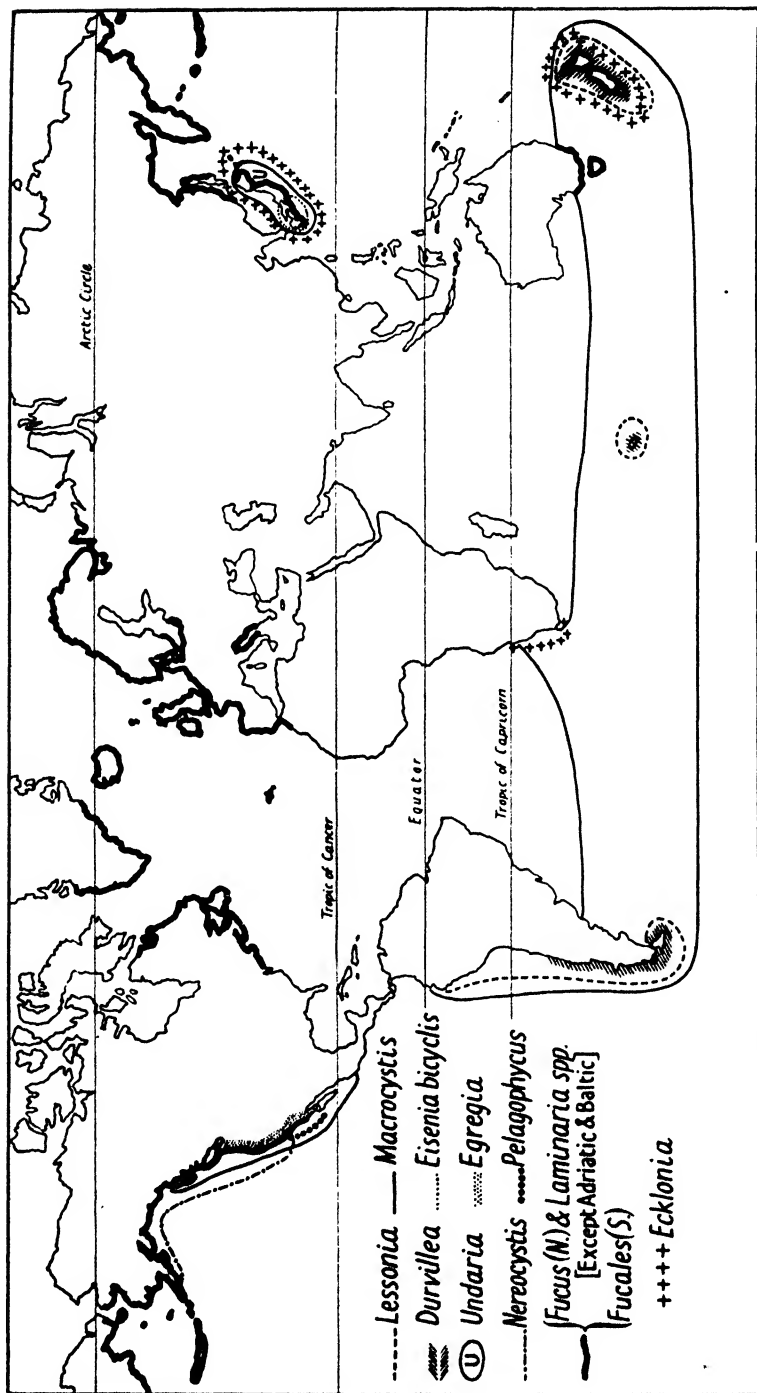 Arctic Circle
Tropic of Cancer
Equator
Tropic of Capricorn
Lessonia
Macrocystis
Durvillea
Eisenia bicyclis
U Undaria
Egregia
Nereocystis
Pelagophycus
{Fucus(N.) & Laminaria spp.
[Except Adriatic & Baltic]
Fucales(S.)
++++ Ecklonia